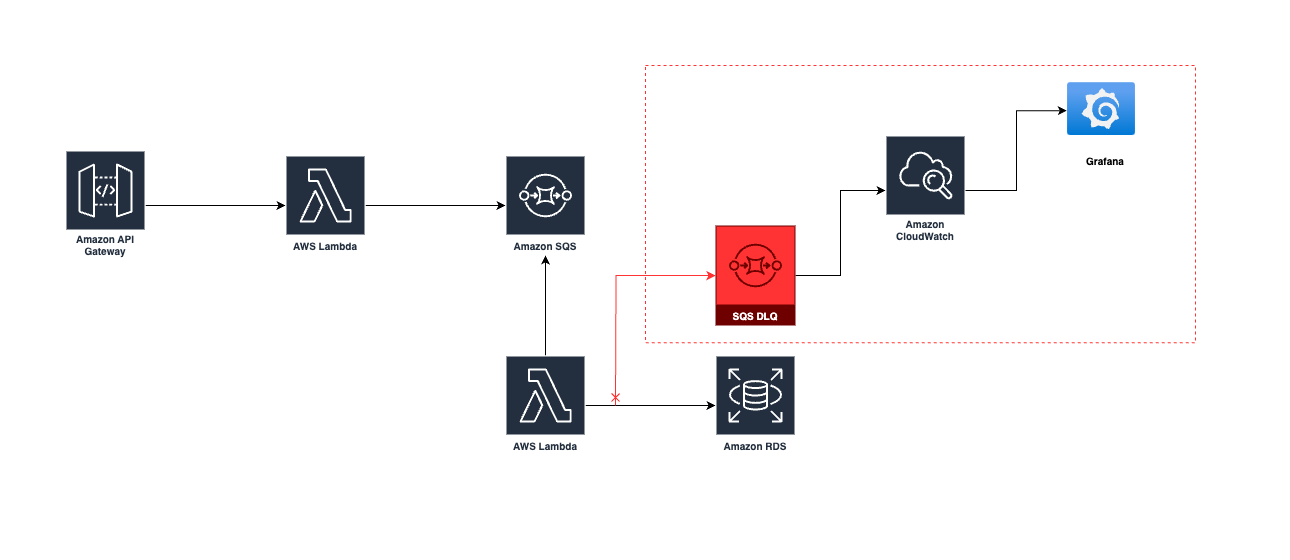 Grafana
Amazon API
Gateway
AWS Lambda
Amazon SQS
Amazon
CloudWatch
SQS DLQ
AWS Lambda
Amazon RDS